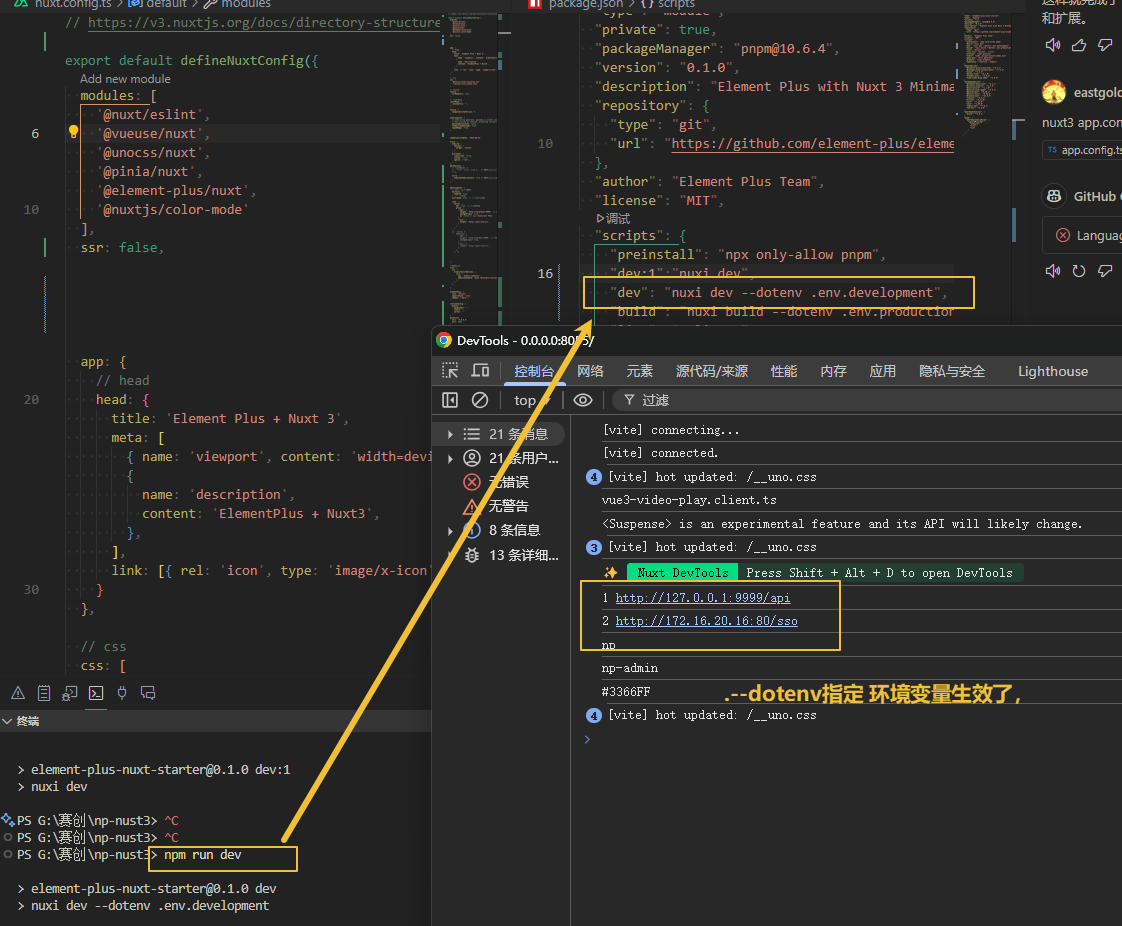 nuxt.config.ts > default > modules
// https://v3.nuxtjs.org/docs/directory-structure
export default defineNuxtConfig({
Add new module
modules: [
'@nuxt/eslint',
6 '@vueuse/nuxt',
'@unocss/nuxt',
'@pinia/nuxt',
'@element-plus/nuxt',
10 '@nuxtjs/color-mode'
],
ssr: false,
app: {
// head
20 head: {
title: 'Element Plus + Nuxt 3',
meta: [
{ name: 'viewport', content: 'width=devi
{
name: 'description',
content: 'ElementPlus + Nuxt3',
},
],
link: [{ rel: 'icon', type: 'image/x-icon'
30 }
},
// css
css: [
package.json > { } scripts
"type": "module",
"private": true,
"packageManager": "pnpm@10.6.4",
"version": "0.1.0",
"description": "Element Plus with Nuxt 3 Minima
"repository": {
10 "type": "git",
"url": "https://github.com/element-plus/eleme
},
"author": "Element Plus Team",
"license": "MIT",
调试
"scripts": {
"preinstall": "npx only-allow pnpm",
16 "dev:1":"nuxi dev",
"dev": "nuxi dev --dotenv .env.development",
"build": "nuxi build --dotenv .env.production
和扩展。
eastgolo
nuxt3 app.con
TS app.config.ts
GitHub
Languag
DevTools - 0.0.0.0:8055/
控制台 网络 元素 源代码/来源 性能 内存 应用 隐私与安全 Lighthouse
top 过滤
21 条消息
21 条用户...
无错误
无警告
8 条信息
13 条详细...
[vite] connecting...
[vite] connected.
4 [vite] hot updated: /__uno.css
vue3-video-play.client.ts
<Suspense> is an experimental feature and its API will likely change.
3 [vite] hot updated: /__uno.css
Nuxt DevTools Press Shift + Alt + D to open DevTools
1 http://127.0.0.1:9999/api
2 http://172.16.20.16:80/sso
np
np-admin
#3366FF
.--dotenv指定 环境变量生效了,
4 [vite] hot updated: /__uno.css
>
终端
> element-plus-nuxt-starter@0.1.0 dev:1
> nuxi dev
PS G:\赛创\np-nust3> ^C
PS G:\赛创\np-nust3> ^C
PS G:\赛创\np-nust3> npm run dev
> element-plus-nuxt-starter@0.1.0 dev
> nuxi dev --dotenv .env.development